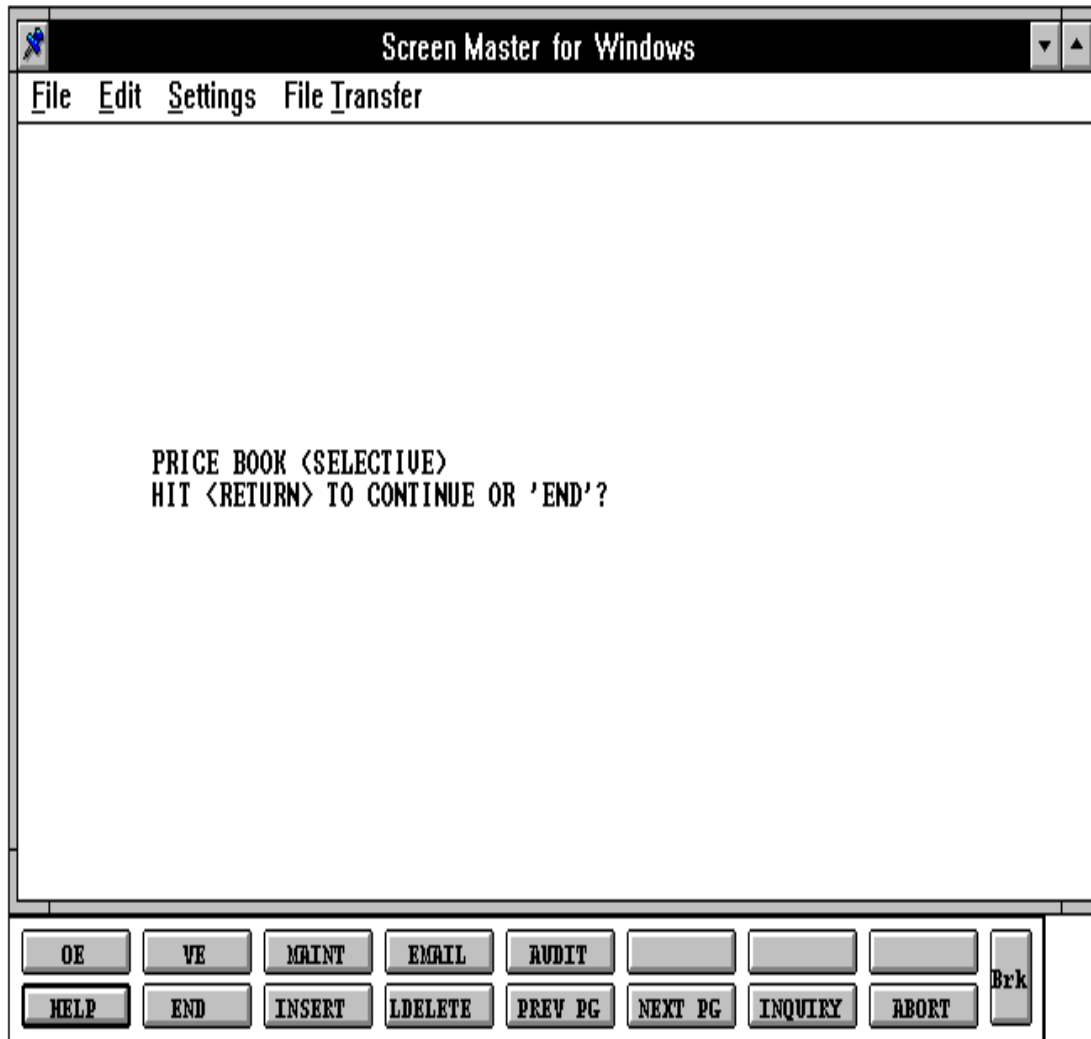 Screen Master for Windows
File Edit Settings File Transfer
PRICE BOOK (SELECTIVE)
HIT <RETURN> TO CONTINUE OR 'END'?
OE VE MAINT EMAIL AUDIT
HELP END INSERT LDELETE PREV PG NEXT PG INQUIRY ABORT Brk